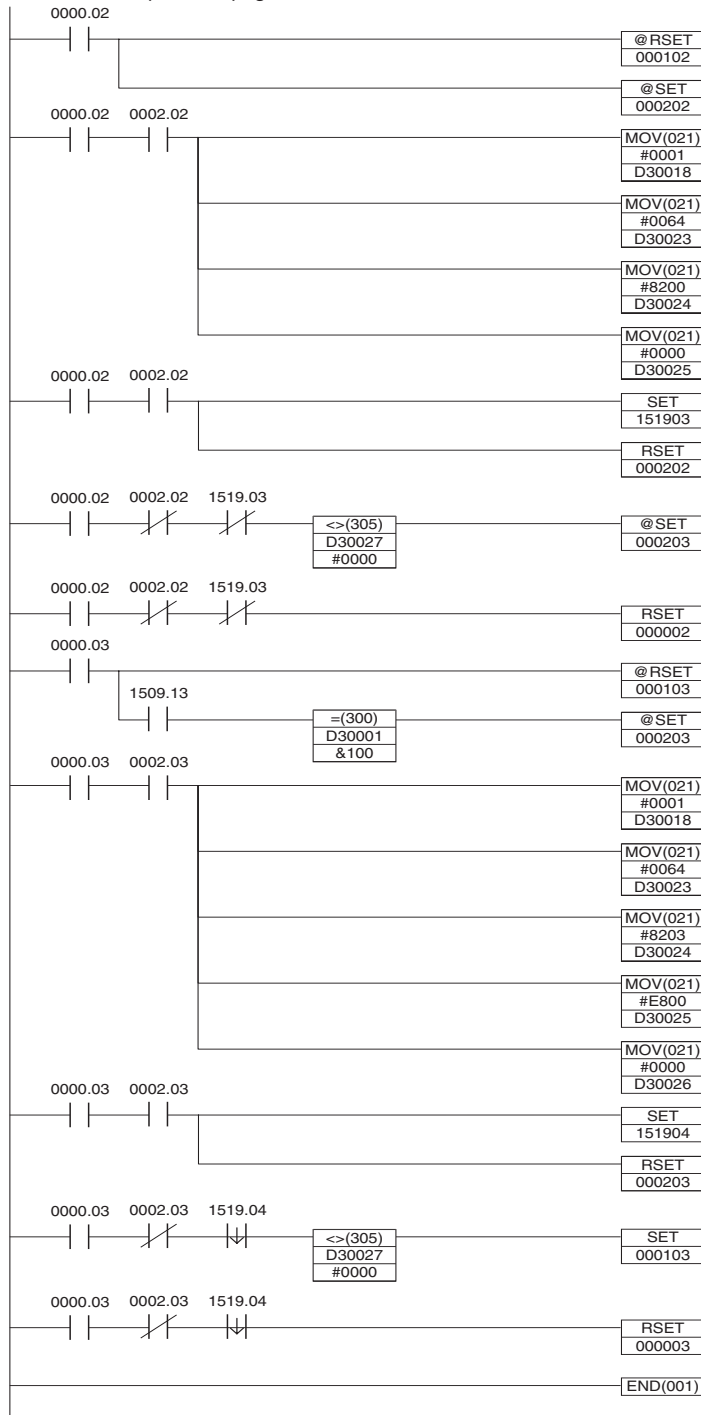 0000.02
@RSET
000102
@SET
000202
0000.02 0002.02
MOV(021)
#0001
D30018
MOV(021)
#0064
D30023
MOV(021)
#8200
D30024
MOV(021)
#0000
D30025
0000.02 0002.02
SET
151903
RSET
000202
0000.02 0002.02 1519.03
<>(305)
D30027
#0000
@SET
000203
0000.02 0002.02 1519.03
RSET
000002
0000.03
@RSET
000103
1509.13
=(300)
D30001
&100
@SET
000203
0000.03 0002.03
MOV(021)
#0001
D30018
MOV(021)
#0064
D30023
MOV(021)
#8203
D30024
MOV(021)
#E800
D30025
MOV(021)
#0000
D30026
0000.03 0002.03
SET
151904
RSET
000203
0000.03 0002.03 1519.04
<>(305)
D30027
#0000
SET
000103
0000.03 0002.03 1519.04
RSET
000003
END(001)